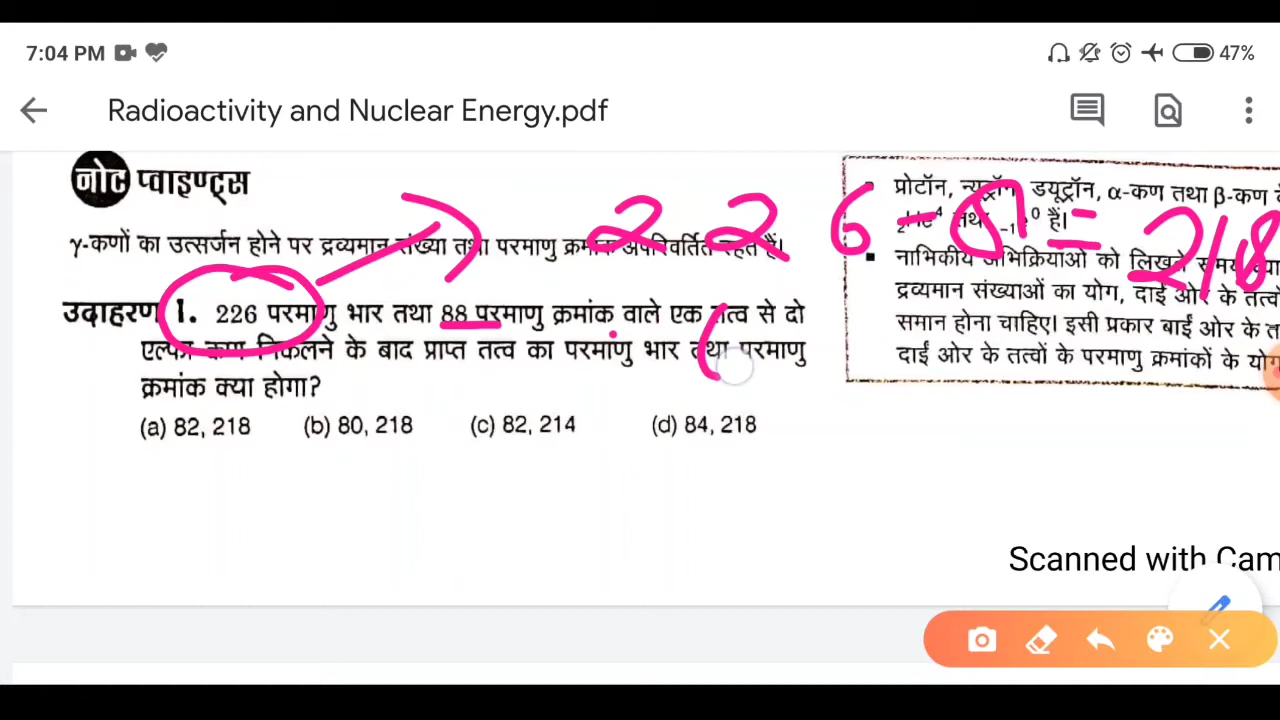 7:04 PM 47%
Radioactivity and Nuclear Energy.pdf
नोट प्वाइण्ट्स
γ-कणों का उत्सर्जन होने पर द्रव्यमान संख्या तथा परमाणु क्रमांक अपरिवर्तित रहते हैं।
226 - 8 = 218
उदाहरण 1. 226 परमाणु भार तथा 88 परमाणु क्रमांक वाले एक तत्व से दो
एल्फा कण निकलने के बाद प्राप्त तत्व का परमाणु भार तथा परमाणु
क्रमांक क्या होगा?
(a) 82, 218 (b) 80, 218 (c) 82, 214 (d) 84, 218
प्रोटॉन, न्यूट्रॉन, ड्यूट्रॉन, α-कण तथा β-कण
तथा ₋₁e⁰ हैं।
नाभिकीय अभिक्रियाओं को लिखते समय
द्रव्यमान संख्याओं का योग, दाईं ओर के तत्वों
समान होना चाहिए। इसी प्रकार बाईं ओर के
दाईं ओर के तत्वों के परमाणु क्रमांकों के
Scanned with Cam